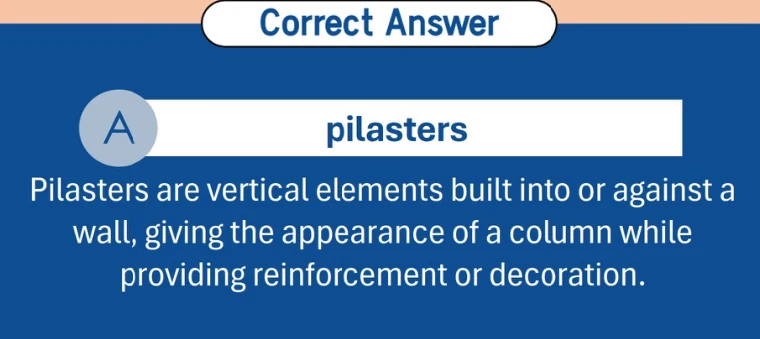 Correct Answer
A
pilasters
Pilasters are vertical elements built into or against a
wall, giving the appearance of a column while
providing reinforcement or decoration.